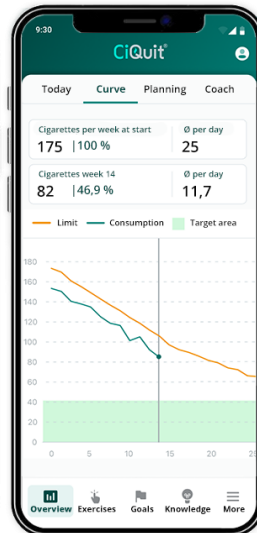 9:30
CiQuit®
Today Curve Planning Coach
Cigarettes per week at start Ø per day
175 |100 % 25
Cigarettes week 14 Ø per day
82 |46,9 % 11,7
Limit Consumption Target area
180
160
140
120
100
80
60
40
20
0
0 5 10 15 20 25
Overview Exercises Goals Knowledge More